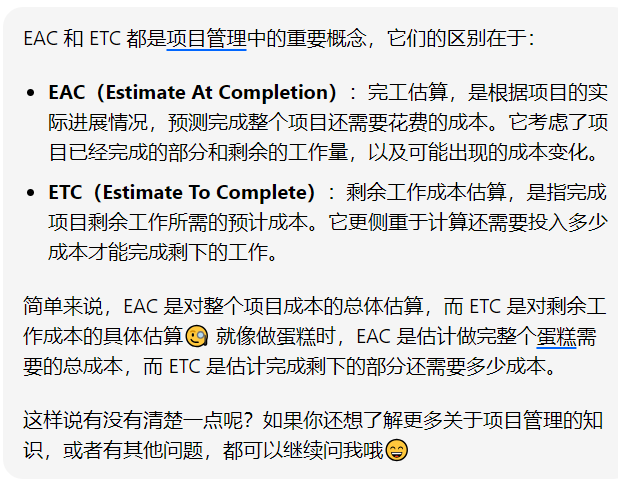 EAC 和 ETC 都是项目管理中的重要概念，它们的区别在于：
• EAC（Estimate At Completion）：完工估算，是根据项目的实
际进展情况，预测完成整个项目还需要花费的成本。它考虑了项
目已经完成的部分和剩余的工作量，以及可能出现的成本变化。
• ETC（Estimate To Complete）：剩余工作成本估算，是指完成
项目剩余工作所需的预计成本。它更侧重于计算还需要投入多少
成本才能完成剩下的工作。
简单来说，EAC 是对整个项目成本的总体估算，而 ETC 是对剩余工
作成本的具体估算🧐 就像做蛋糕时，EAC 是估计做完整个蛋糕需
要的总成本，而 ETC 是估计完成剩下的部分还需要多少成本。
这样说有没有清楚一点呢？如果你还想了解更多关于项目管理的知
识，或者有其他问题，都可以继续问我哦😄